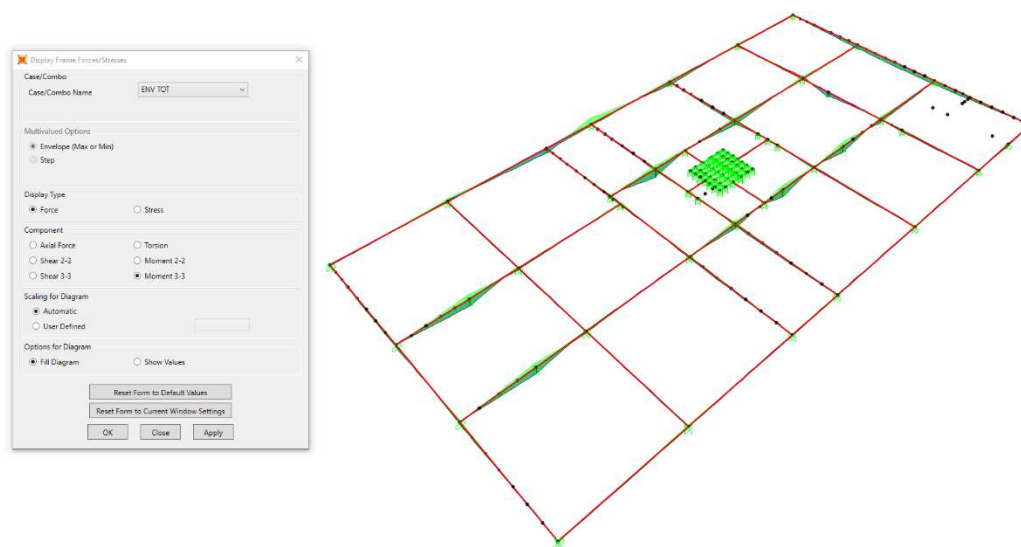 Display Frame Forces/Stresses
Case/Combo
Case/Combo Name ENV TOT
Multivalued Options
Envelope (Max or Min)
Step
Display Type
Force Stress
Component
Axial Force Torsion
Shear 2-2 Moment 2-2
Shear 3-3 Moment 3-3
Scaling for Diagram
Automatic
User Defined
Options for Diagram
Fill Diagram Show Values
Reset Form to Default Values
Reset Form to Current Window Settings
OK Close Apply